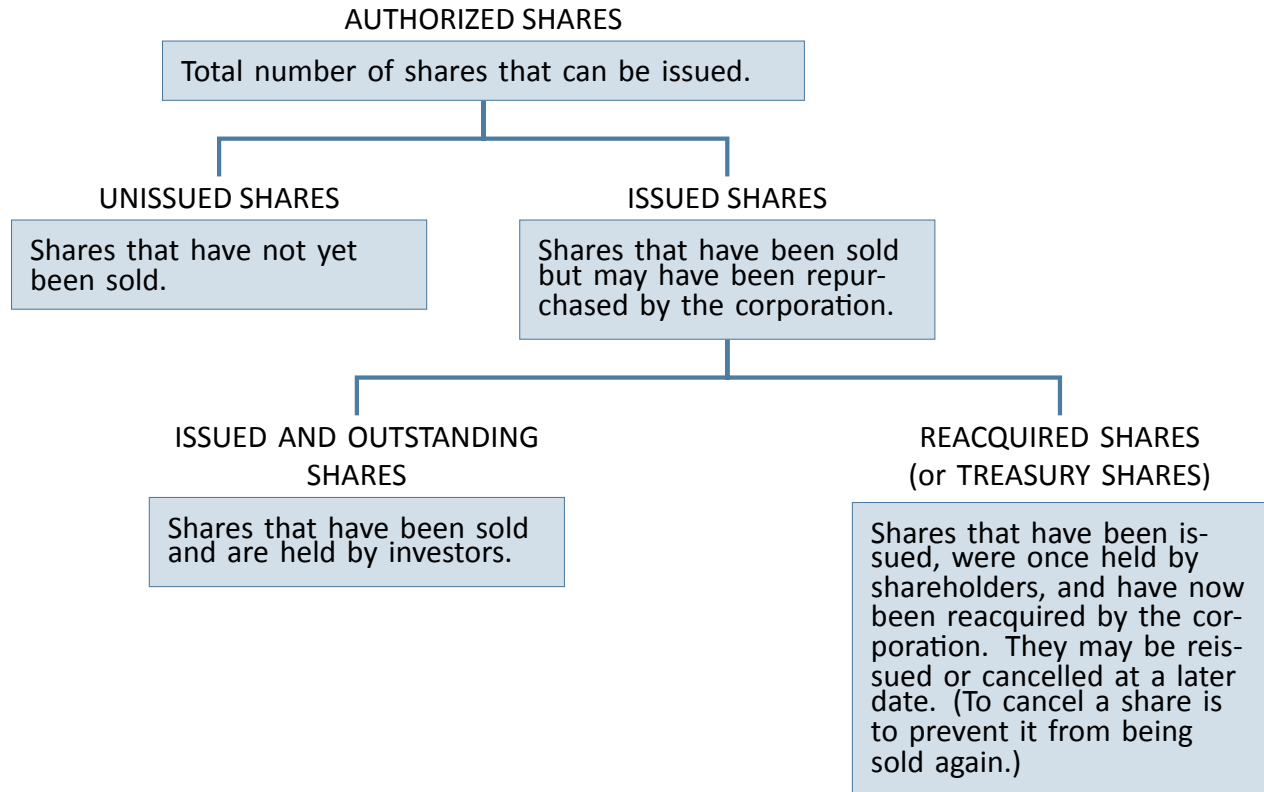 AUTHORIZED SHARES
Total number of shares that can be issued.
UNISSUED SHARES
Shares that have not yet
been sold.
ISSUED SHARES
Shares that have been sold
but may have been repur-
chased by the corporation.
ISSUED AND OUTSTANDING
SHARES
Shares that have been sold
and are held by investors.
REACQUIRED SHARES
(or TREASURY SHARES)
Shares that have been is-
sued, were once held by
shareholders, and have now
been reacquired by the cor-
poration. They may be reis-
sued or cancelled at a later
date. (To cancel a share is
to prevent it from being
sold again.)